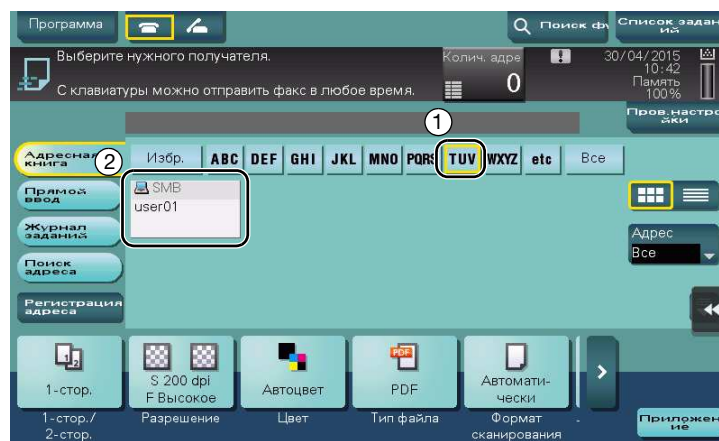 Программа
Поиск фу
Список задан
ий
Выберите нужного получателя.
С клавиатуры можно отправить факс в любое время.
Колич. адре
0
30/04/2015
10:42
Память
100%
Пров.настро
йки
1
Адресная
книга
2
Избр.
ABC
DEF
GHI
JKL
MNO
PQRS
TUV
WXYZ
etc
Все
Прямой
ввод
SMB
user01
Журнал
заданий
Адрес
Все
Поиск
адреса
Регистрация
адреса
1-стор.
S 200 dpi
F Высокое
Автоцвет
PDF
PDF
Автомати-
чески
1-стор./
2-стор.
Разрешение
Цвет
Тип файла
Формат
сканирования
Приложен
ие